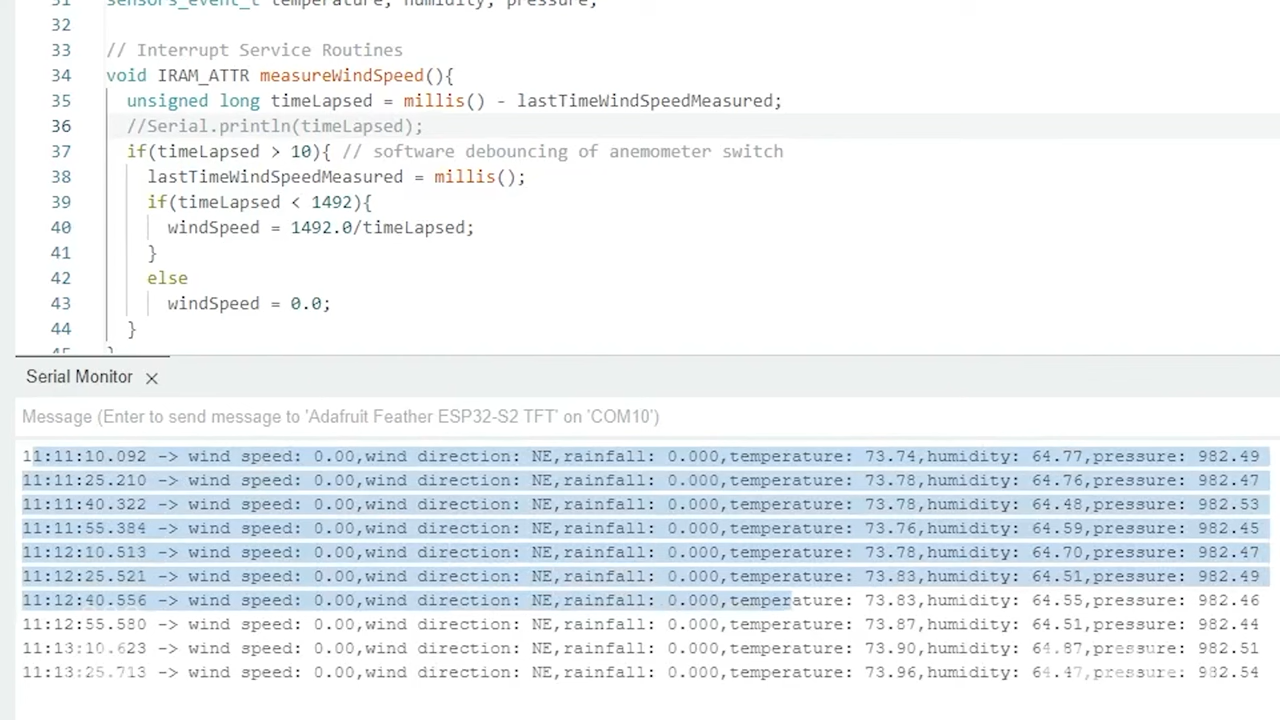 31 sensors_event_t temperature, humidity, pressure;
32
33 // Interrupt Service Routines
34 void IRAM_ATTR measureWindSpeed(){
35 unsigned long timeLapsed = millis() - lastTimeWindSpeedMeasured;
36 //Serial.println(timeLapsed);
37 if(timeLapsed > 10){ // software debouncing of anemometer switch
38 lastTimeWindSpeedMeasured = millis();
39 if(timeLapsed < 1492){
40 windSpeed = 1492.0/timeLapsed;
41 }
42 else
43 windSpeed = 0.0;
44 }
45 }
Serial Monitor ×
Message (Enter to send message to 'Adafruit Feather ESP32-S2 TFT' on 'COM10')
11:11:10.092 -> wind speed: 0.00,wind direction: NE,rainfall: 0.000,temperature: 73.74,humidity: 64.77,pressure: 982.49
11:11:25.210 -> wind speed: 0.00,wind direction: NE,rainfall: 0.000,temperature: 73.78,humidity: 64.76,pressure: 982.47
11:11:40.322 -> wind speed: 0.00,wind direction: NE,rainfall: 0.000,temperature: 73.78,humidity: 64.48,pressure: 982.53
11:11:55.384 -> wind speed: 0.00,wind direction: NE,rainfall: 0.000,temperature: 73.76,humidity: 64.59,pressure: 982.45
11:12:10.513 -> wind speed: 0.00,wind direction: NE,rainfall: 0.000,temperature: 73.78,humidity: 64.70,pressure: 982.47
11:12:25.521 -> wind speed: 0.00,wind direction: NE,rainfall: 0.000,temperature: 73.83,humidity: 64.51,pressure: 982.49
11:12:40.556 -> wind speed: 0.00,wind direction: NE,rainfall: 0.000,temperature: 73.83,humidity: 64.55,pressure: 982.46
11:12:55.580 -> wind speed: 0.00,wind direction: NE,rainfall: 0.000,temperature: 73.87,humidity: 64.51,pressure: 982.44
11:13:10.623 -> wind speed: 0.00,wind direction: NE,rainfall: 0.000,temperature: 73.90,humidity: 64.87,pressure: 982.51
11:13:25.713 -> wind speed: 0.00,wind direction: NE,rainfall: 0.000,temperature: 73.96,humidity: 64.47,pressure: 982.54